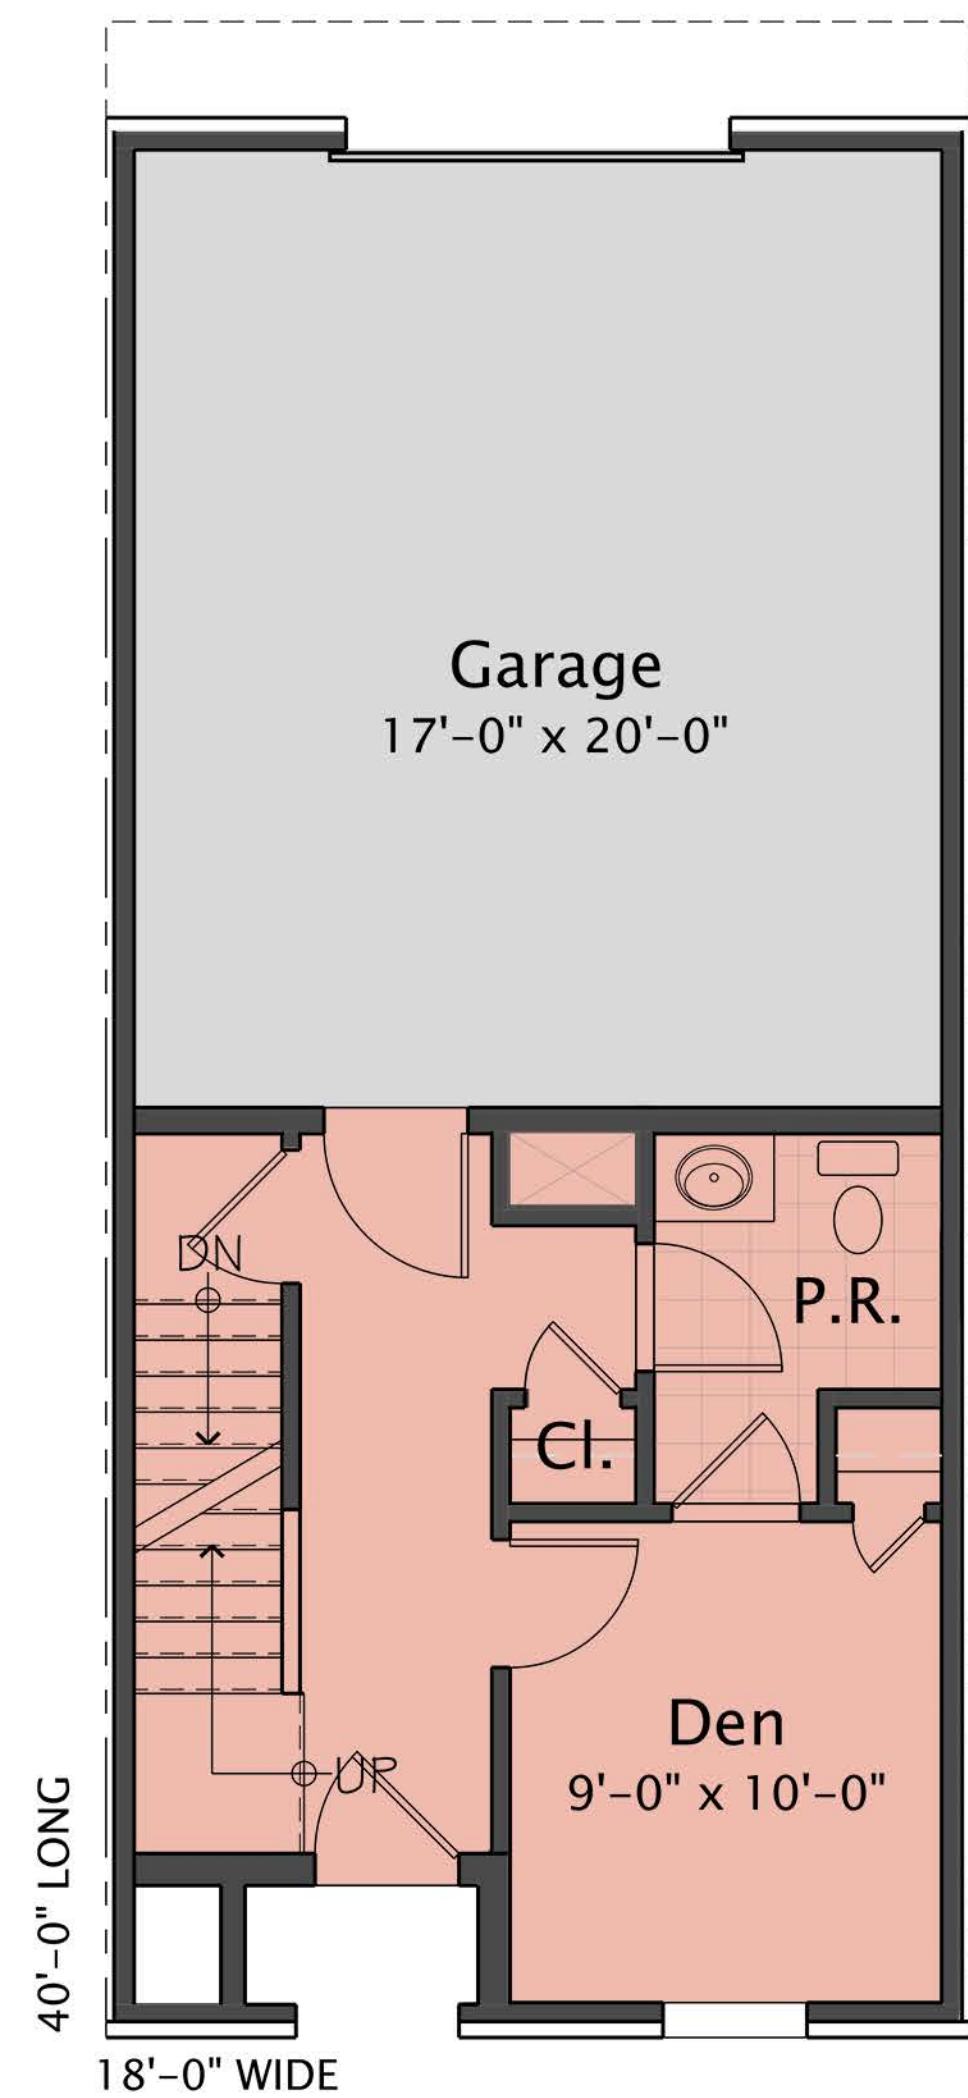 Garage
17'-0" x 20'-0"
DN
P.R.
Cl.
Den
9'-0" x 10'-0"
UP
40'-0" LONG
18'-0" WIDE